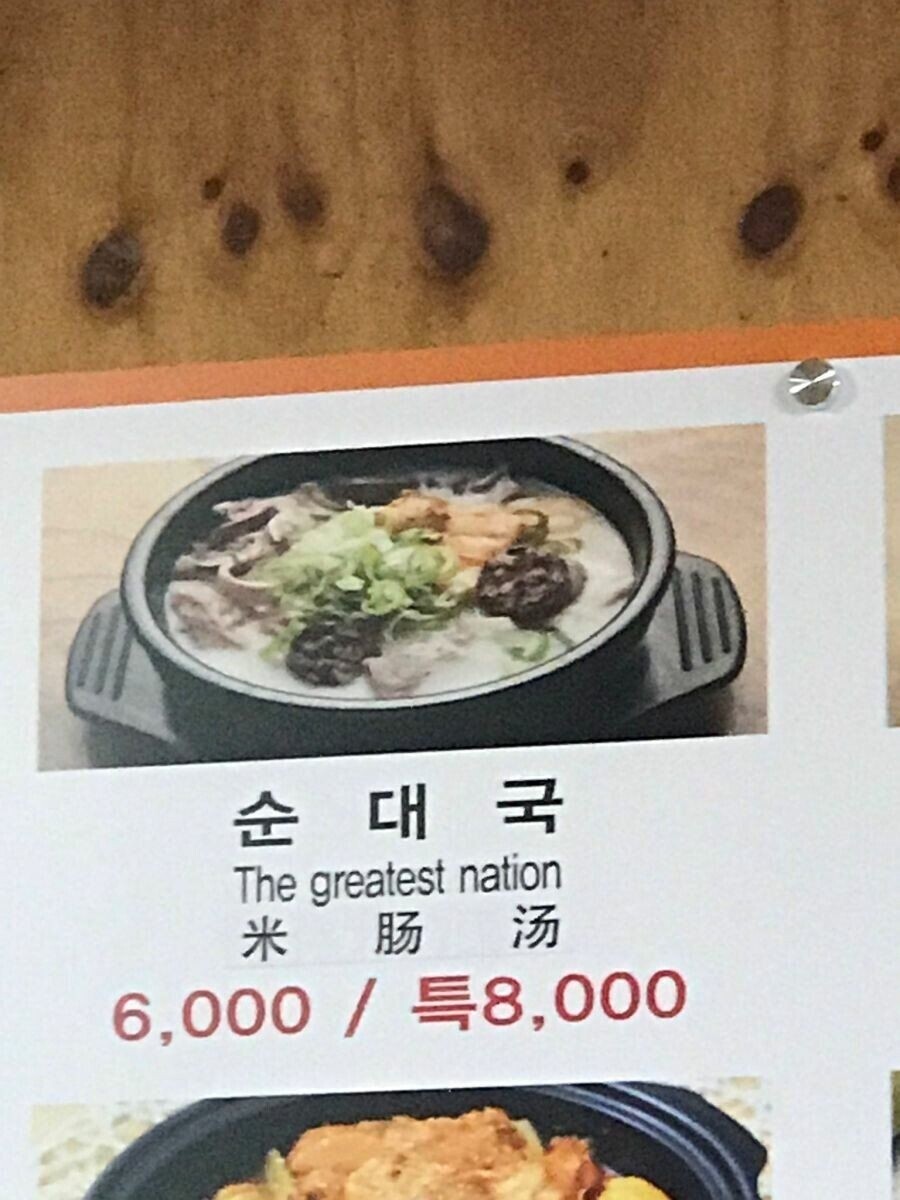 순 대 국
The greatest nation
米 肠 汤
6,000 / 특8,000